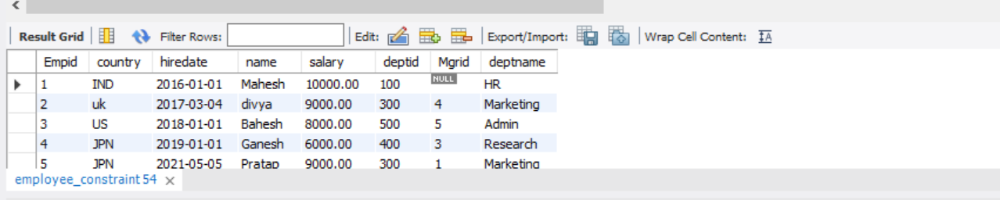 Result Grid Filter Rows: Edit: Export/Import: Wrap Cell Content: IA
Empid country hiredate name salary deptid Mgrid deptname
1 IND 2016-01-01 Mahesh 10000.00 100 NULL HR
2 uk 2017-03-04 divya 9000.00 300 4 Marketing
3 US 2018-01-01 Bahesh 8000.00 500 5 Admin
4 JPN 2019-01-01 Ganesh 6000.00 400 3 Research
5 JPN 2021-05-05 Pratap 9000.00 300 1 Marketing
employee_constraint 54